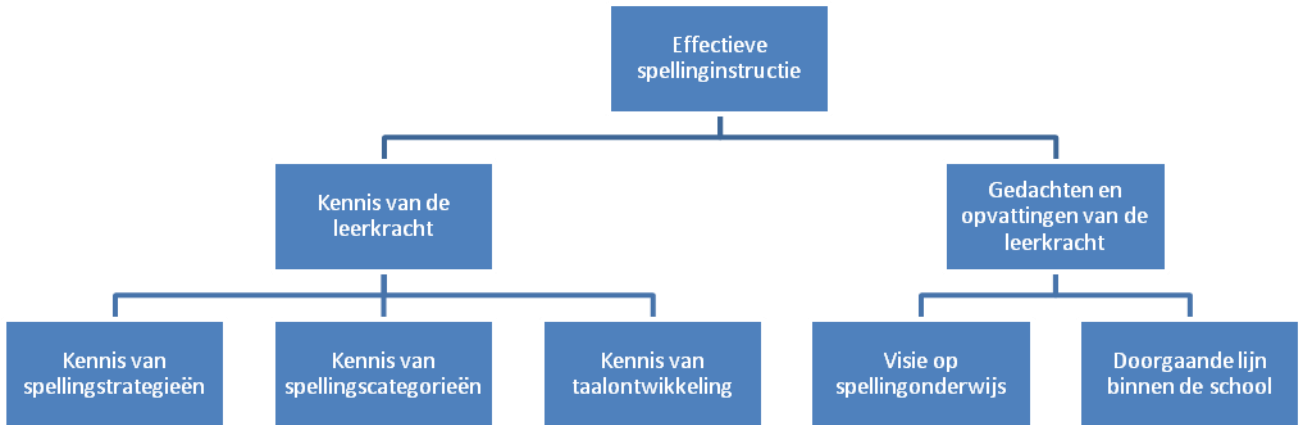 Effectieve
spellinginstructie
Kennis van de
leerkracht
Gedachten en
opvattingen van de
leerkracht
Kennis van
spellingstrategieën
Kennis van
spellingscategorieën
Kennis van
taalontwikkeling
Visie op
spellingonderwijs
Doorgaande lijn
binnen de school